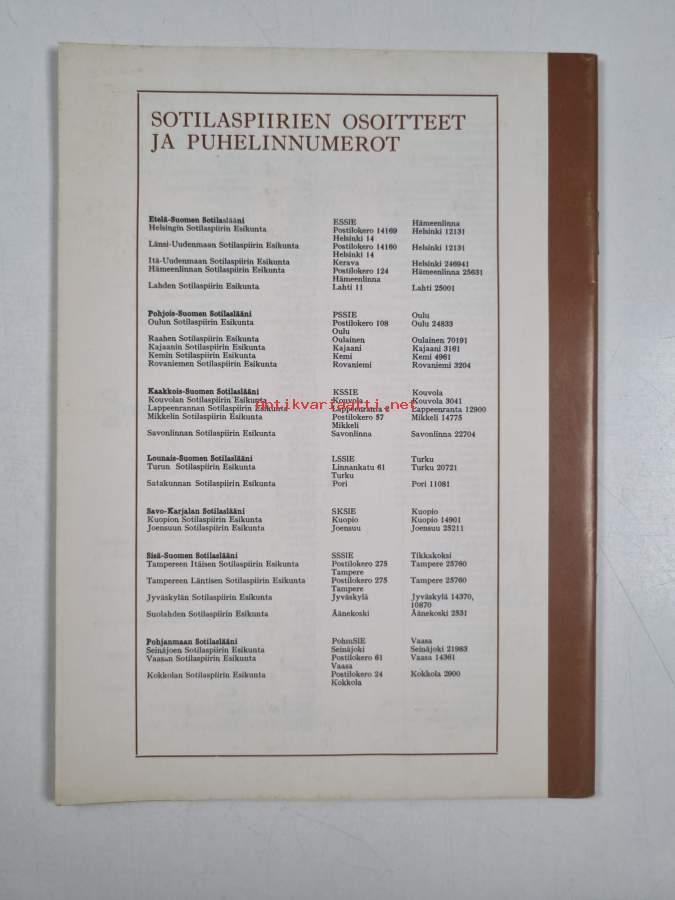 SOTILASPIIRIEN OSOITTEET
JA PUHELINNUMEROT
Etelä-Suomen Sotilaslääni ESSIE Hämeenlinna
Helsingin Sotilaspiirin Esikunta Postilokero 14169 Helsinki 12131
Helsinki 14
Länsi-Uudenmaan Sotilaspiirin Esikunta Postilokero 14160 Helsinki 12131
Helsinki 14
Itä-Uudenmaan Sotilaspiirin Esikunta Kerava Helsinki 246941
Hämeenlinnan Sotilaspiirin Esikunta Postilokero 124 Hämeenlinna 25631
Hämeenlinna
Lahden Sotilaspiirin Esikunta Lahti 11 Lahti 25001
Pohjois-Suomen Sotilaslääni PSSIE Oulu
Oulun Sotilaspiirin Esikunta Postilokero 108 Oulu 24833
Oulu
Raahen Sotilaspiirin Esikunta Oulainen Oulainen 70191
Kajaanin Sotilaspiirin Esikunta Kajaani Kajaani 3161
Kemin Sotilaspiirin Esikunta Kemi Kemi 4961
Rovaniemen Sotilaspiirin Esikunta Rovaniemi Rovaniemi 3204
Kaakkois-Suomen Sotilaslääni KSSIE Kouvola
Kouvolan Sotilaspiirin Esikunta Kouvola Kouvola 3041
Antikvariaatti.net
Lappeenrannan Sotilaspiirin Esikunta Lappeenranta 2 Lappeenranta 12900
Mikkelin Sotilaspiirin Esikunta Postilokero 57 Mikkeli 14775
Mikkeli
Savonlinnan Sotilaspiirin Esikunta Savonlinna Savonlinna 22704
Lounais-Suomen Sotilaslääni LSSIE Turku
Turun Sotilaspiirin Esikunta Linnankatu 61 Turku 20721
Turku
Satakunnan Sotilaspiirin Esikunta Pori Pori 11081
Savo-Karjalan Sotilaslääni SKSIE Kuopio
Kuopion Sotilaspiirin Esikunta Kuopio Kuopio 14901
Joensuun Sotilaspiirin Esikunta Joensuu Joensuu 25211
Sisä-Suomen Sotilaslääni SSSIE Tikkakoksi
Tampereen Itäisen Sotilaspiirin Esikunta Postilokero 275 Tampere 25760
Tampere
Tampereen Läntisen Sotilaspiirin Esikunta Postilokero 275 Tampere 25760
Tampere
Jyväskylän Sotilaspiirin Esikunta Jyväskylä Jyväskylä 14370,
10870
Suolahden Sotilaspiirin Esikunta Äänekoski Äänekoski 2531
Pohjanmaan Sotilaslääni PohmSIE Vaasa
Seinäjoen Sotilaspiirin Esikunta Seinäjoki Seinäjoki 21983
Vaasan Sotilaspiirin Esikunta Postilokero 61 Vaasa 14361
Vaasa
Kokkolan Sotilaspiirin Esikunta Postilokero 24 Kokkola 2900
Kokkola